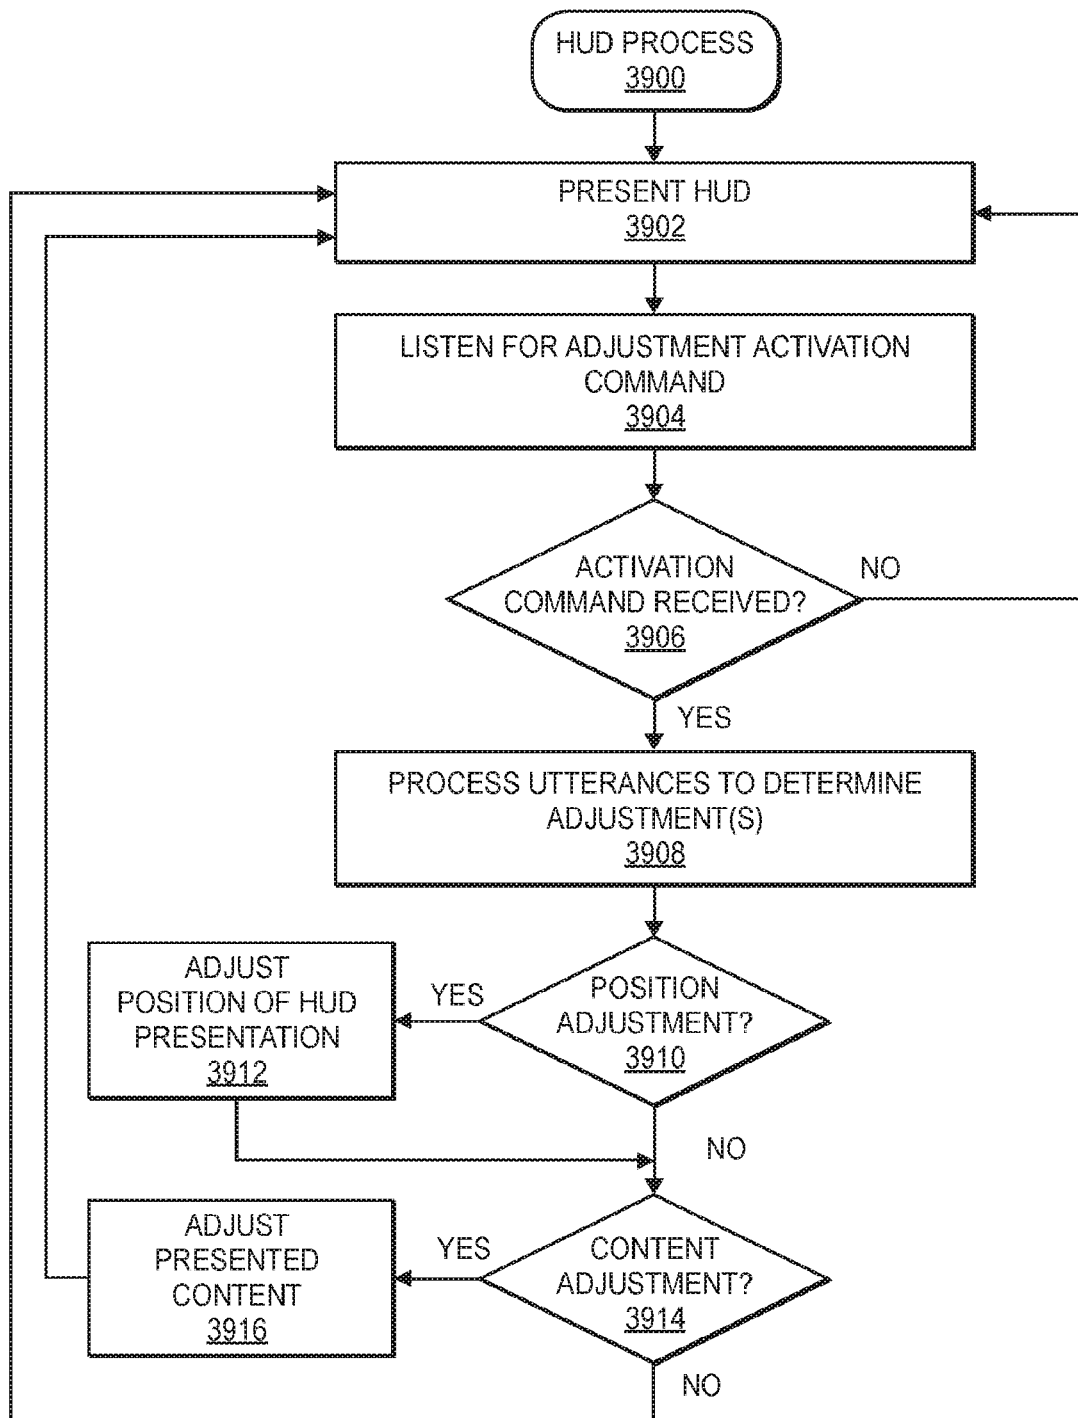 HUD PROCESS
3900
PRESENT HUD
3902
LISTEN FOR ADJUSTMENT ACTIVATION
COMMAND
3904
ACTIVATION
COMMAND RECEIVED?
3906
NO
YES
PROCESS UTTERANCES TO DETERMINE
ADJUSTMENT(S)
3908
ADJUST
POSITION OF HUD
PRESENTATION
3912
YES
POSITION
ADJUSTMENT?
3910
NO
ADJUST
PRESENTED
CONTENT
3916
YES
CONTENT
ADJUSTMENT?
3914
NO